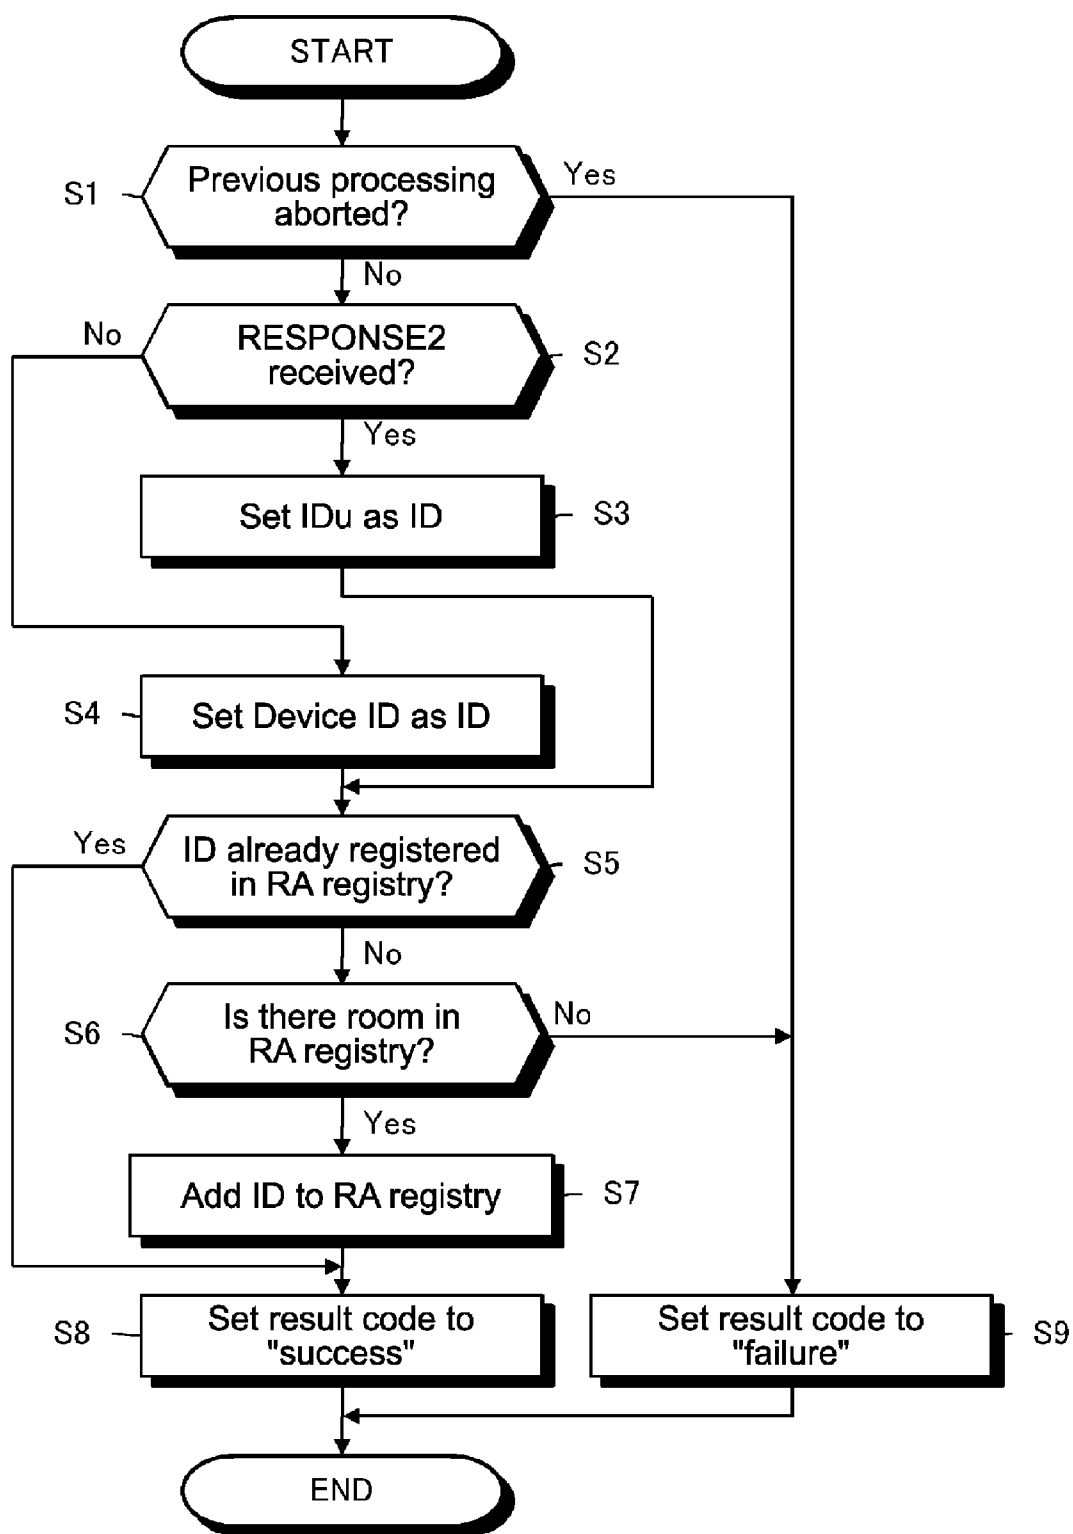 START
S1
Previous processing
aborted?
Yes
No
No
RESPONSE2
received?
S2
Yes
Set IDu as ID
S3
S4
Set Device ID as ID
Yes
ID already registered
in RA registry?
S5
No
S6
Is there room in
RA registry?
No
Yes
Add ID to RA registry
S7
S8
Set result code to
"success"
Set result code to
"failure"
S9
END